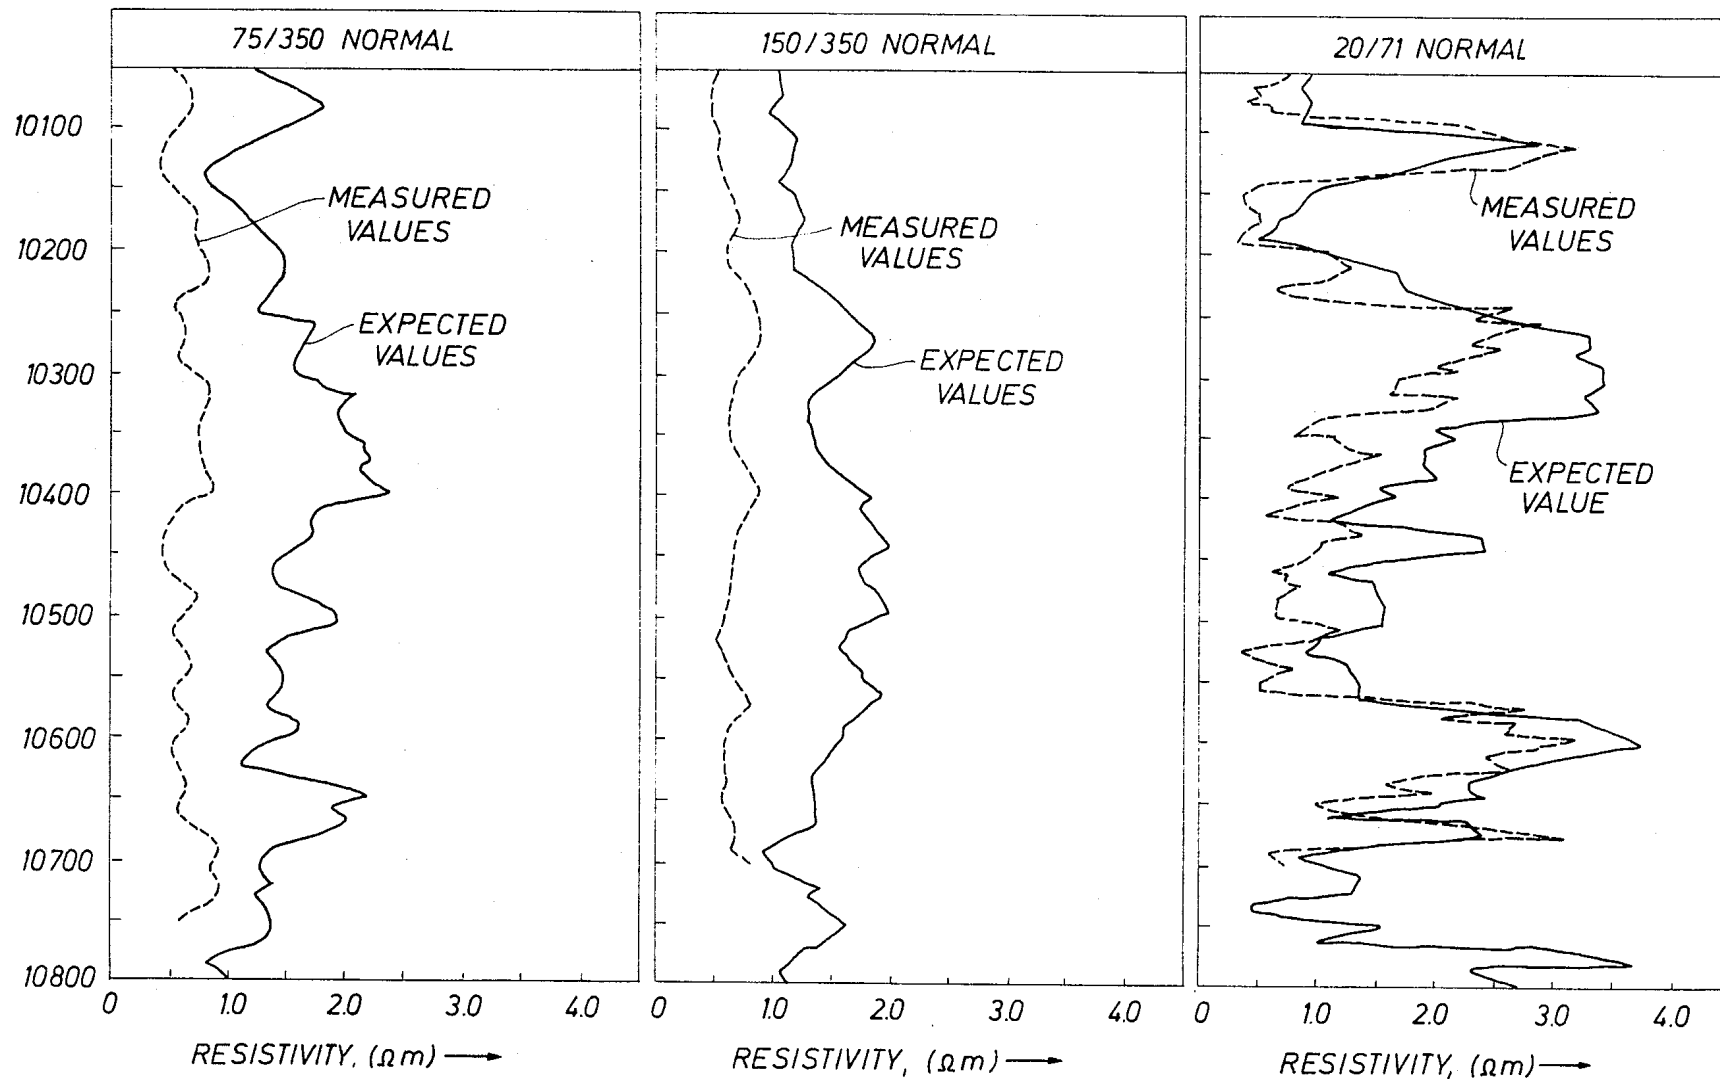 75/350 NORMAL
150/350 NORMAL
20/71 NORMAL
10100
10200
10300
10400
10500
10600
10700
10800
MEASURED
VALUES
EXPECTED
VALUES
MEASURED
VALUES
EXPECTED
VALUES
MEASURED
VALUES
EXPECTED
VALUE
0 1.0 2.0 3.0 4.0
0 1.0 2.0 3.0 4.0
0 1.0 2.0 3.0 4.0
RESISTIVITY, (Ωm)
RESISTIVITY, (Ωm)
RESISTIVITY, (Ωm)